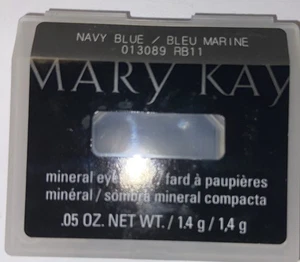 NAVY BLUE / BLEU MARINE
013089 RB11
MARY KAY
mineral eye / fard à paupières
minéral / sombra mineral compacta
.05 OZ. NET WT. / 1.4 g / 1,4 g